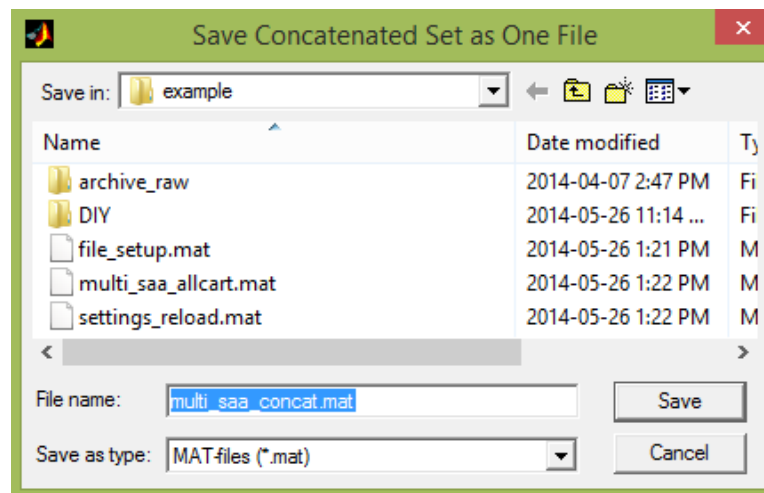 Save Concatenated Set as One File
Save in: example
Name Date modified Ty
archive_raw 2014-04-07 2:47 PM Fi
DIY 2014-05-26 11:14 ... Fi
file_setup.mat 2014-05-26 1:21 PM M
multi_saa_allcart.mat 2014-05-26 1:22 PM M
settings_reload.mat 2014-05-26 1:22 PM M
File name: multi_saa_concat.mat Save
Save as type: MAT-files (*.mat) Cancel